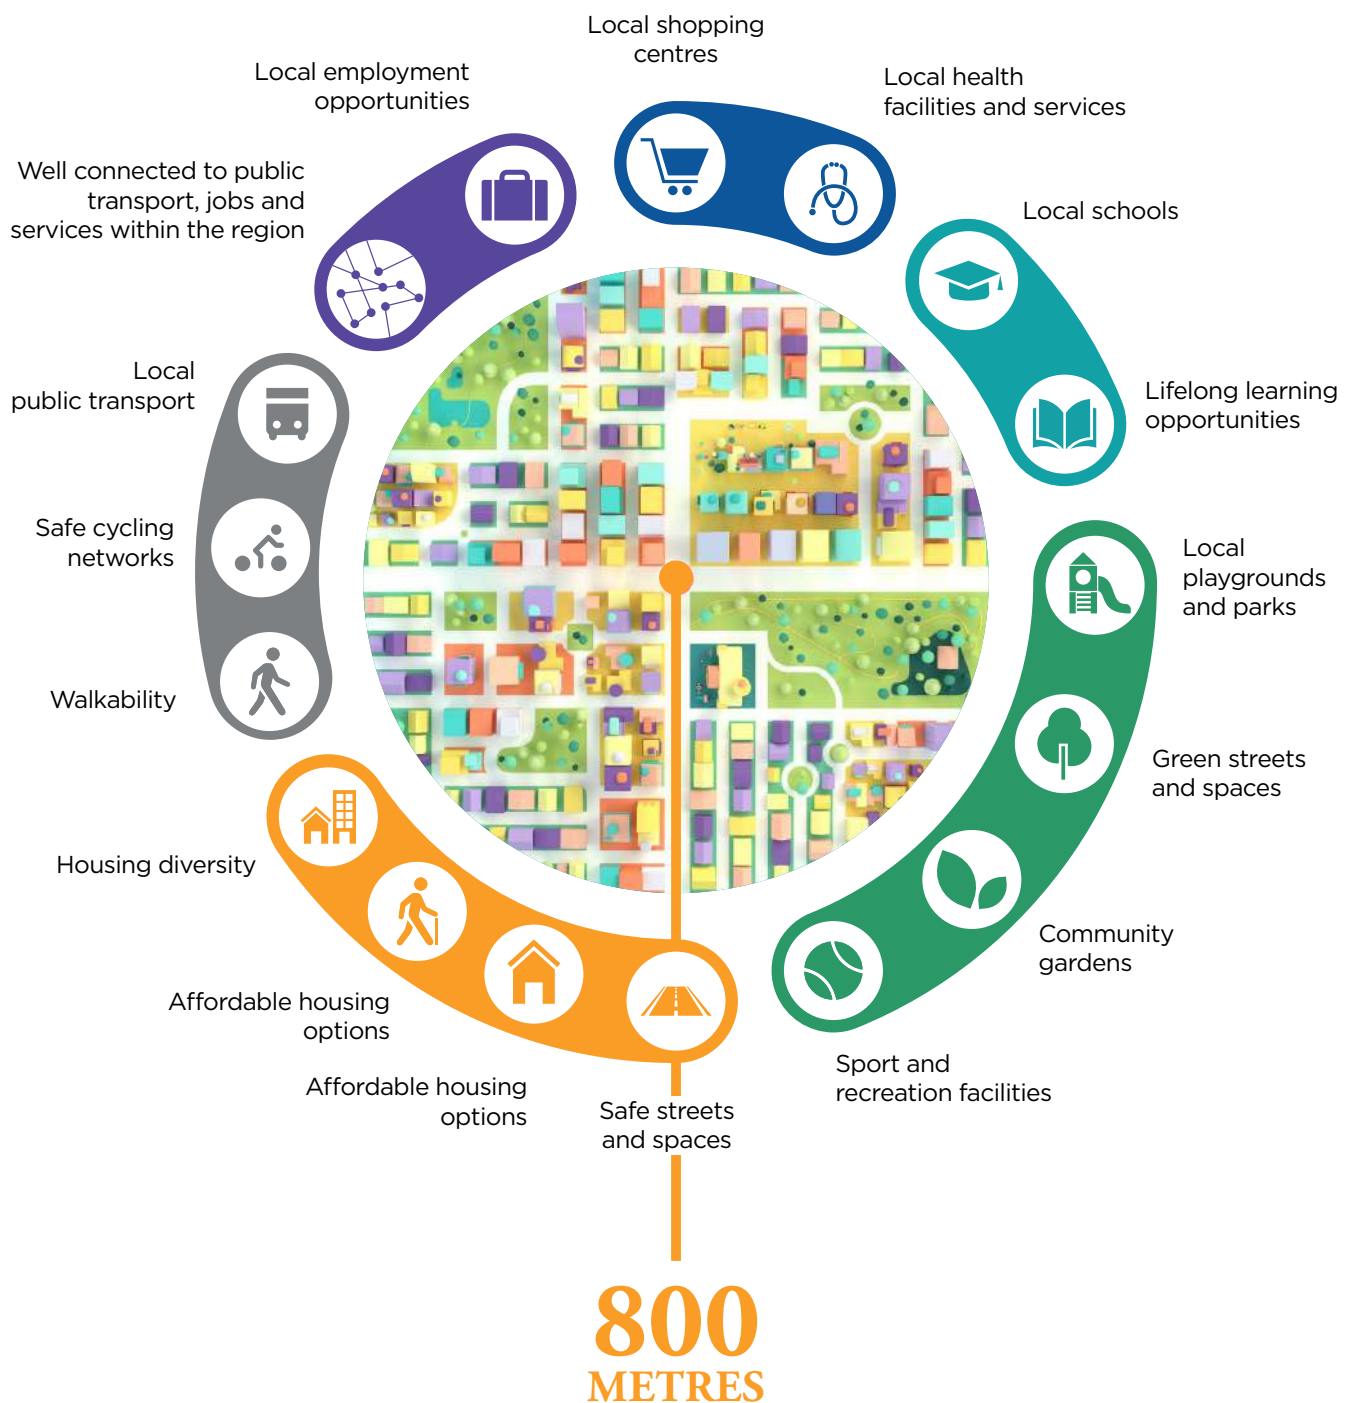 Local shopping
centres
Local health
facilities and services
Local schools
Lifelong learning
opportunities
Local
playgrounds
and parks
Green streets
and spaces
Community
gardens
Sport and
recreation facilities
Safe streets
and spaces
Affordable housing
options
Affordable housing
options
Housing diversity
Walkability
Safe cycling
networks
Local
public transport
Well connected to public
transport, jobs and
services within the region
Local employment
opportunities
800
METRES